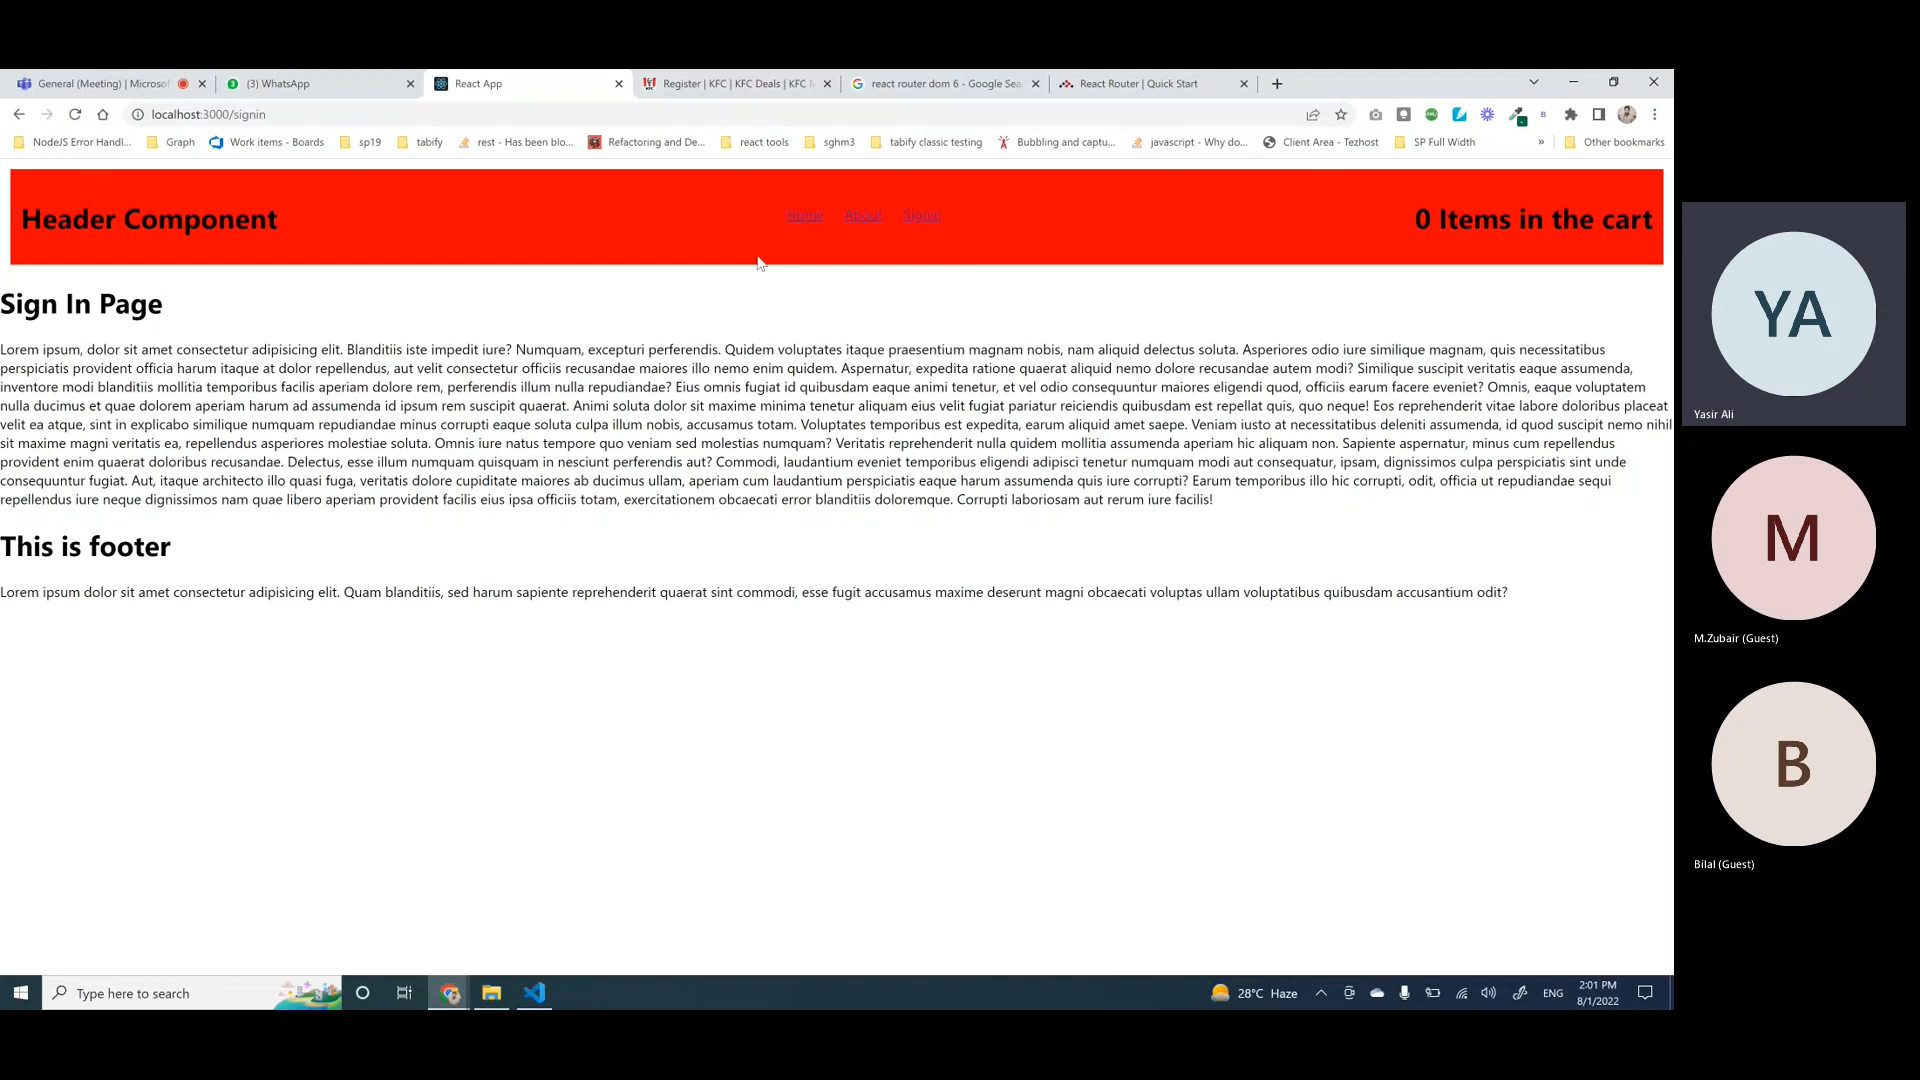 General (Meeting) | Microsof
(3) WhatsApp
React App
Register | KFC | KFC Deals | KFC M
react router dom 6 - Google Sea
React Router | Quick Start
localhost:3000/signin
NodeJS Error Handl...
Graph
Work items - Boards
sp19
tabify
rest - Has been blo...
Refactoring and De...
react tools
sghm3
tabify classic testing
Bubbling and captu...
javascript - Why do...
Client Area - Tezhost
SP Full Width
»
Other bookmarks
Header Component
Home
About
0 Items in the cart
Sign In Page
Lorem ipsum, dolor sit amet consectetur adipisicing elit. Blanditiis iste impedit iure? Numquam, excepturi perferendis. Quidem voluptates itaque praesentium magnam nobis, nam aliquid delectus soluta. Asperiores odio iure similique magnam, quis necessitatibus
perspiciatis provident officia harum itaque at dolor repellendus, aut velit consectetur officiis recusandae maiores illo nemo enim quidem. Aspernatur, expedita ratione quaerat aliquid nemo dolore recusandae autem modi? Similique suscipit veritatis eaque assumenda,
inventore modi blanditiis mollitia temporibus facilis aperiam dolore rem, perferendis illum nulla repudiandae? Eius omnis fugiat id quibusdam eaque animi tenetur, et vel odio consequuntur maiores eligendi quod, officiis earum facere eveniet? Omnis, eaque voluptatem
nulla ducimus et quae dolorem aperiam harum ad assumenda id ipsum rem suscipit quaerat. Animi soluta dolor sit maxime minima tenetur aliquam eius velit fugiat pariatur reiciendis quibusdam est repellat quis, quo neque! Eos reprehenderit vitae labore doloribus placeat
velit ea atque, sint in explicabo similique numquam repudiandae minus corrupti eaque soluta culpa illum nobis, accusamus totam. Voluptates temporibus est expedita, earum aliquid amet saepe. Veniam iusto at necessitatibus deleniti assumenda, id quod suscipit nemo nihil
sit maxime magni veritatis ea, repellendus asperiores molestiae soluta. Omnis iure natus tempore quo veniam sed molestias numquam? Veritatis reprehenderit nulla quidem mollitia assumenda aperiam hic aliquam non. Sapiente aspernatur, minus cum repellendus
provident enim quaerat doloribus recusandae. Delectus, esse illum numquam quisquam in nesciunt perferendis aut? Commodi, laudantium eveniet temporibus eligendi adipisci tenetur numquam modi aut consequatur, ipsam, dignissimos culpa perspiciatis sint unde
consequuntur fugiat. Aut, itaque architecto illo quasi fuga, veritatis dolore cupiditate maiores ab ducimus ullam, aperiam cum laudantium perspiciatis eaque harum assumenda quis iure corrupti? Earum temporibus illo hic corrupti, odit, officia ut repudiandae sequi
repellendus iure neque dignissimos nam quae libero aperiam provident facilis eius ipsa officiis totam, exercitationem obcaecati error blanditiis doloremque. Corrupti laboriosam aut rerum iure facilis!
This is footer
Lorem ipsum dolor sit amet consectetur adipisicing elit. Quam blanditiis, sed harum sapiente reprehenderit quaerat sint commodi, esse fugit accusamus maxime deserunt magni obcaecati voluptas ullam voluptatibus quibusdam accusantium odit?
YA
Yasir Ali
M
M.Zubair (Guest)
B
Bilal (Guest)
Type here to search
28°C Haze
ENG
2:01 PM
8/1/2022